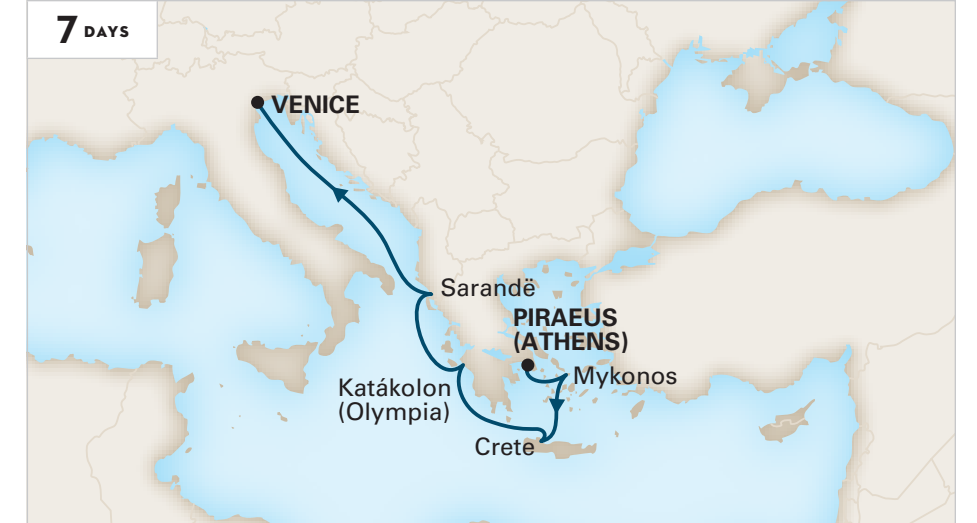 7 DAYS
VENICE
Sarandë
PIRAEUS
(ATHENS)
Mykonos
Katákolon
(Olympia)
Crete